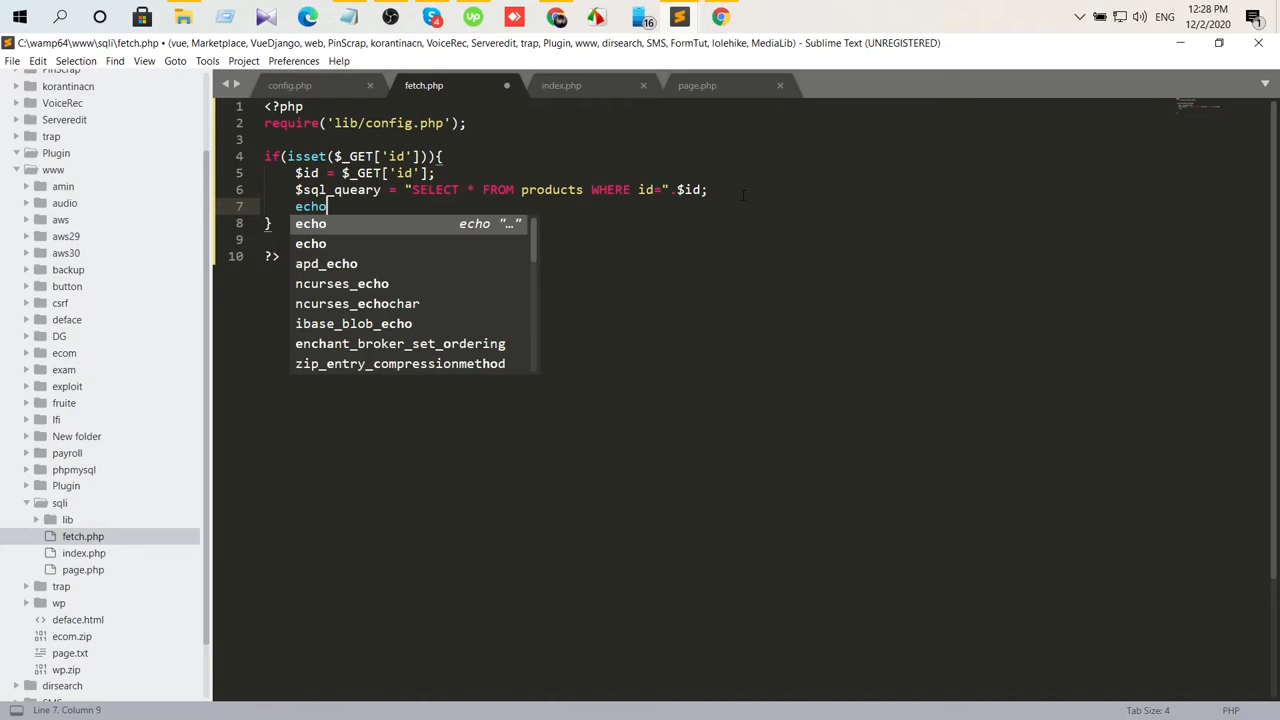 12:28 PM
ENG
12/2/2020
16
4
1
C:\wamp64\www\sqli\fetch.php • (vue, Marketplace, VueDjango, web, PinScrap, korantinacn, VoiceRec, Serveredit, trap, Plugin, www, dirsearch, SMS, FormTut, lolehike, MediaLib) - Sublime Text (UNREGISTERED)
File Edit Selection Find View Goto Tools Project Preferences Help
config.php fetch.php index.php page.php
PinScrap
korantinacn
VoiceRec
Serveredit
trap
Plugin
www
amin
audio
aws
aws29
aws30
backup
button
csrf
deface
DG
ecom
exam
exploit
fruite
lfi
New folder
payroll
phpmysql
Plugin
sqli
lib
fetch.php
index.php
page.php
trap
wp
deface.html
ecom.zip
page.txt
wp.zip
dirsearch
SMS
1 <?php
2 require('lib/config.php');
3
4 if(isset($_GET['id'])){
5 $id = $_GET['id'];
6 $sql_queary = "SELECT * FROM products WHERE id=".$id;
7 echo
8 }
9
10 ?>
echo echo "…"
echo
apd_echo
ncurses_echo
ncurses_echochar
ibase_blob_echo
enchant_broker_set_ordering
zip_entry_compressionmethod
Line 7, Column 9
Tab Size: 4
PHP